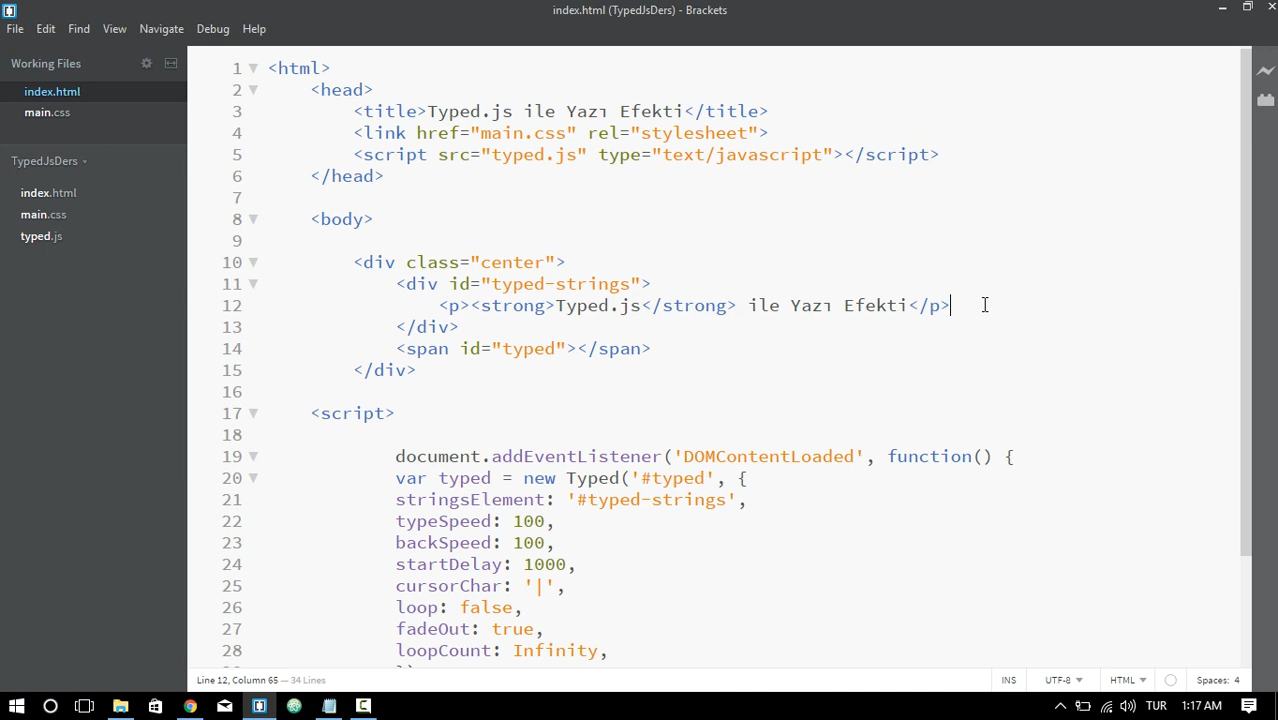 index.html (TypedJsDers) - Brackets
File Edit Find View Navigate Debug Help
Working Files
index.html
main.css
TypedJsDers
index.html
main.css
typed.js
1 <html>
2 <head>
3 <title>Typed.js ile Yazı Efekti</title>
4 <link href="main.css" rel="stylesheet">
5 <script src="typed.js" type="text/javascript"></script>
6 </head>
7
8 <body>
9
10 <div class="center">
11 <div id="typed-strings">
12 <p><strong>Typed.js</strong> ile Yazı Efekti</p>
13 </div>
14 <span id="typed"></span>
15 </div>
16
17 <script>
18
19 document.addEventListener('DOMContentLoaded', function() {
20 var typed = new Typed('#typed', {
21 stringsElement: '#typed-strings',
22 typeSpeed: 100,
23 backSpeed: 100,
24 startDelay: 1000,
25 cursorChar: '|',
26 loop: false,
27 fadeOut: true,
28 loopCount: Infinity,
Line 12, Column 65 — 34 Lines INS UTF-8 HTML Spaces: 4
TUR 1:17 AM